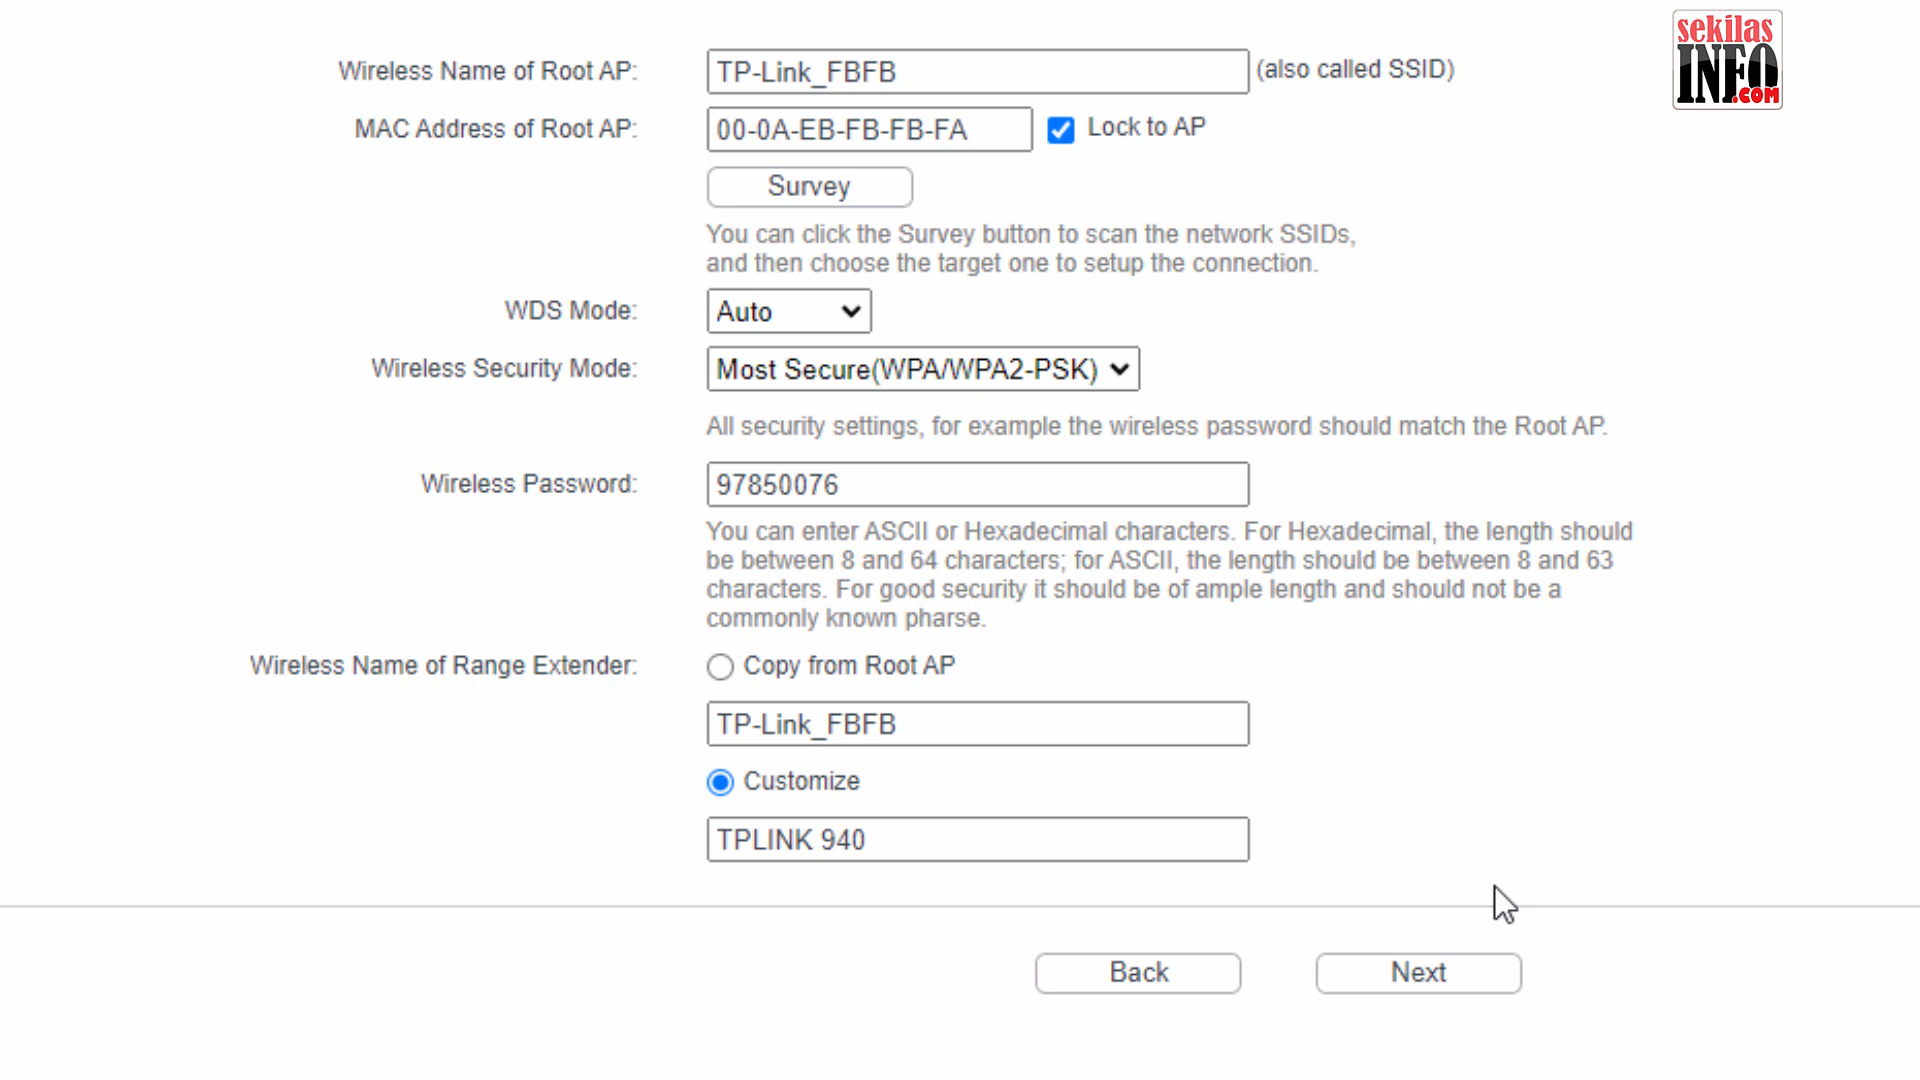 sekilas
INFO
.COM
Wireless Name of Root AP: TP-Link_FBFB (also called SSID)
MAC Address of Root AP: 00-0A-EB-FB-FB-FA Lock to AP
Survey
You can click the Survey button to scan the network SSIDs,
and then choose the target one to setup the connection.
WDS Mode: Auto
Wireless Security Mode: Most Secure(WPA/WPA2-PSK)
All security settings, for example the wireless password should match the Root AP.
Wireless Password: 97850076
You can enter ASCII or Hexadecimal characters. For Hexadecimal, the length should
be between 8 and 64 characters; for ASCII, the length should be between 8 and 63
characters. For good security it should be of ample length and should not be a
commonly known pharse.
Wireless Name of Range Extender: Copy from Root AP
TP-Link_FBFB
Customize
TPLINK 940
Back Next